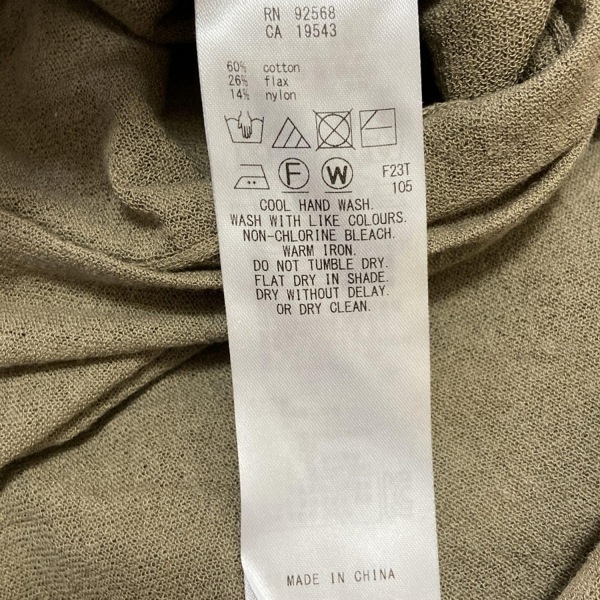 RN 92568
CA 19543
60% cotton
26% flax
14% nylon
F W F23T
105
COOL HAND WASH.
WASH WITH LIKE COLOURS.
NON-CHLORINE BLEACH.
WARM IRON.
DO NOT TUMBLE DRY.
FLAT DRY IN SHADE.
DRY WITHOUT DELAY.
OR DRY CLEAN.
MADE IN CHINA